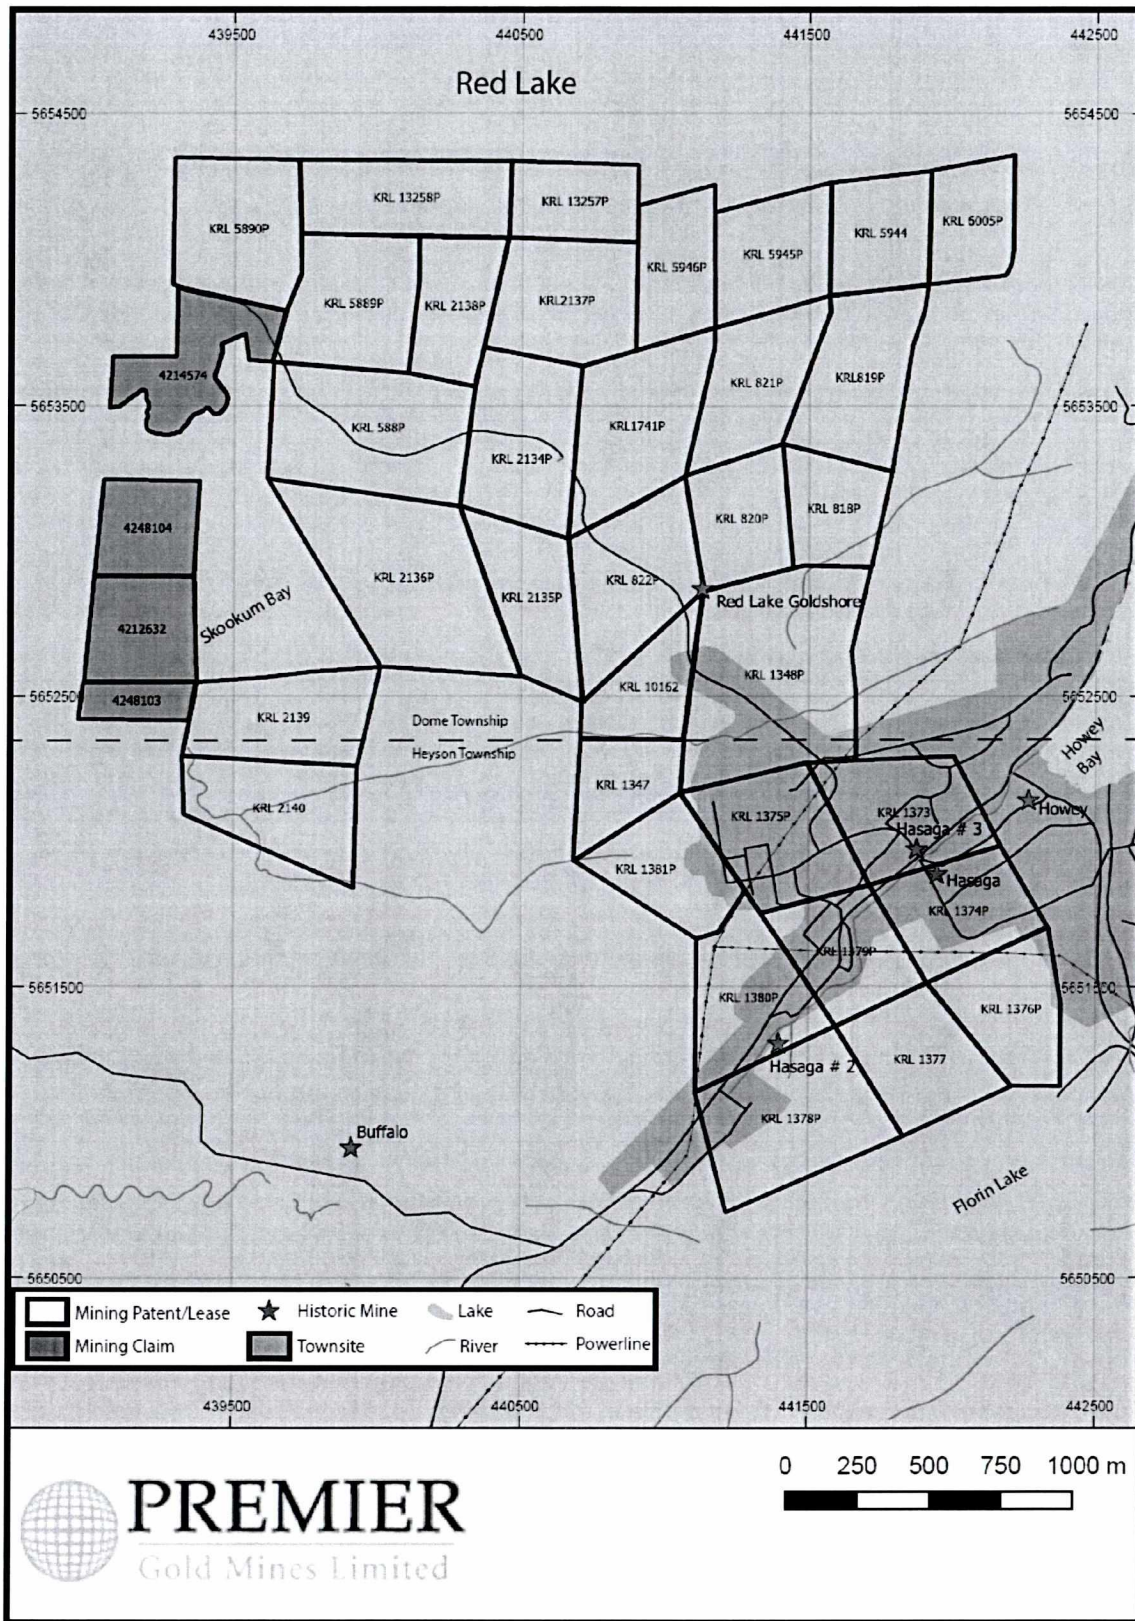 439500 440500 441500 442500
Red Lake
5654500 5654500
KRL 13258P
KRL 13257P
KRL 5890P
KRL 5944
KRL 5005P
KRL 5945P
KRL 5946P
KRL 5889P
KRL 2138P
KRL2137P
4214574
KRL 821P
KRL819P
5653500 5653500
KRL 588P
KRL1741P
KRL 2134P
4248104
KRL 820P
KRL 818P
KRL 2136P
KRL 822P
KRL 2135P
Red Lake Goldshore
Skookum Bay
4212632
KRL 10162
KRL 1348P
5652500 5652500
4248103
KRL 2139
Dome Township
Heyson Township
Howey Bay
KRL 1347
KRL 2140
KRL 1375P
KRL 1373
Howey
Hasaga # 3
KRL 1381P
Hasaga
KRL 1374P
KRL 1379P
5651500 5651500
KRL 1380P
KRL 1376P
KRL 1377
Hasaga # 2
KRL 1378P
Buffalo
Florin Lake
5650500 5650500
Mining Patent/Lease Historic Mine Lake Road
Mining Claim Townsite River Powerline
439500 440500 441500 442500
0 250 500 750 1000 m
PREMIER
Gold Mines Limited